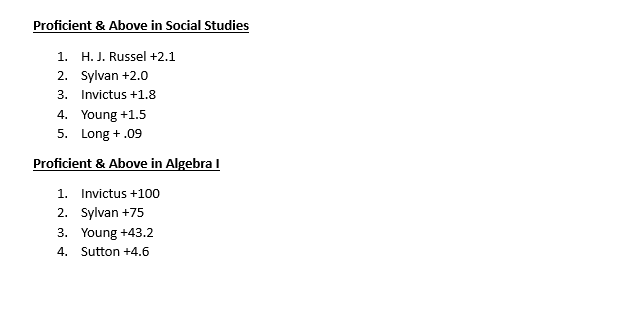 Proficient & Above in Social Studies
1. H. J. Russel +2.1
2. Sylvan +2.0
3. Invictus +1.8
4. Young +1.5
5. Long + .09
Proficient & Above in Algebra I
1. Invictus +100
2. Sylvan +75
3. Young +43.2
4. Sutton +4.6